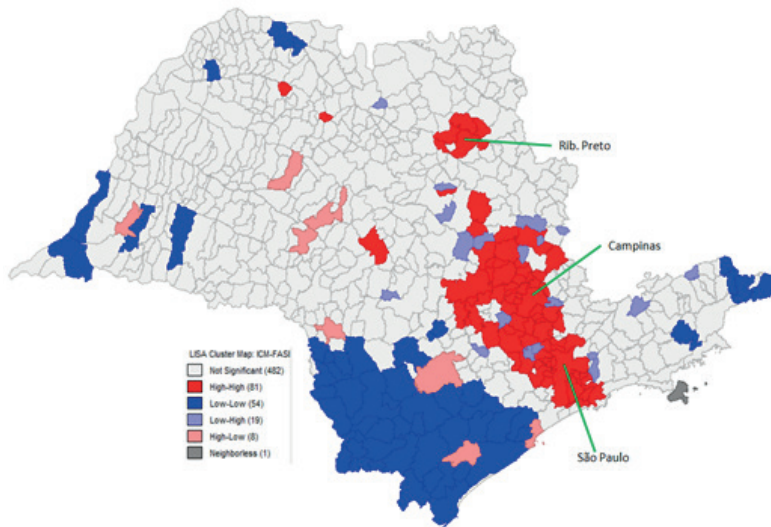 Rib. Preto
Campinas
LISA Cluster Map: ICM-FASI
Not Significant (482)
High-High (81)
Low-Low (54)
Low-High (19)
High-Low (8)
Neighborless (1)
São Paulo